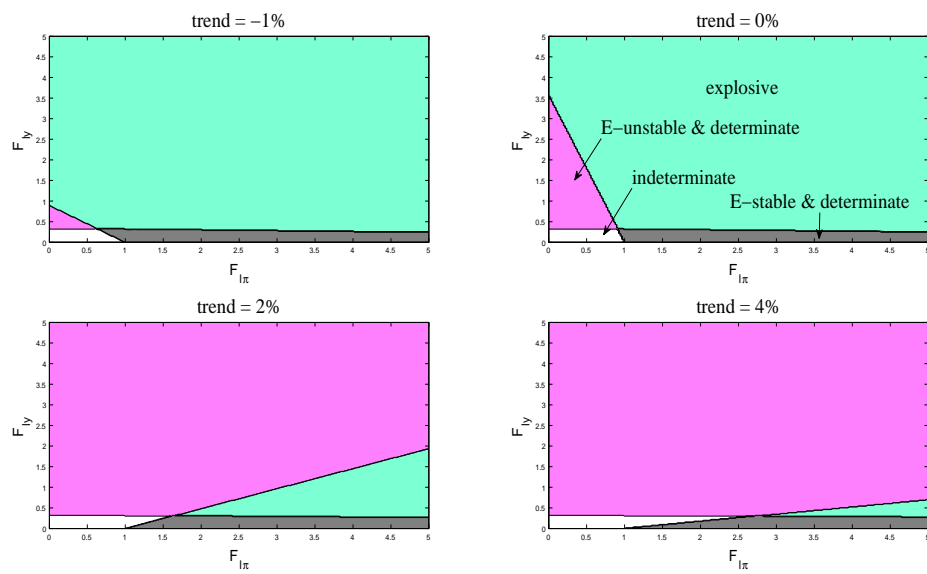 trend = −1%
5
4.5
4
3.5
3
2.5
2
1.5
1
0.5
0
F_ly
0 0.5 1 1.5 2 2.5 3 3.5 4 4.5 5
F_lπ
trend = 0%
5
4.5
4
3.5
3
2.5
2
1.5
1
0.5
0
F_ly
explosive
E−unstable & determinate
indeterminate
E−stable & determinate
0 0.5 1 1.5 2 2.5 3 3.5 4 4.5 5
F_lπ
trend = 2%
5
4.5
4
3.5
3
2.5
2
1.5
1
0.5
0
F_ly
0 0.5 1 1.5 2 2.5 3 3.5 4 4.5 5
F_lπ
trend = 4%
5
4.5
4
3.5
3
2.5
2
1.5
1
0.5
0
F_ly
0 0.5 1 1.5 2 2.5 3 3.5 4 4.5 5
F_lπ